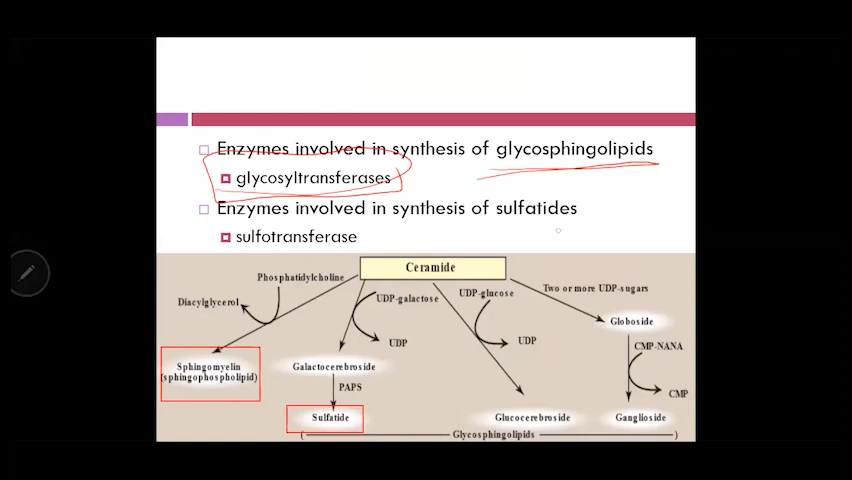 Enzymes involved in synthesis of glycosphingolipids
glycosyltransferases
Enzymes involved in synthesis of sulfatides
sulfotransferase
Ceramide
Phosphatidylcholine
Diacylglycerol
UDP-galactose
UDP
UDP-glucose
UDP
Two or more UDP-sugars
Globoside
CMP-NANA
CMP
Sphingomyelin
(sphingophospholipid)
Galactocerebroside
PAPS
Sulfatide
Glucocerebroside
Ganglioside
( Glycosphingolipids )